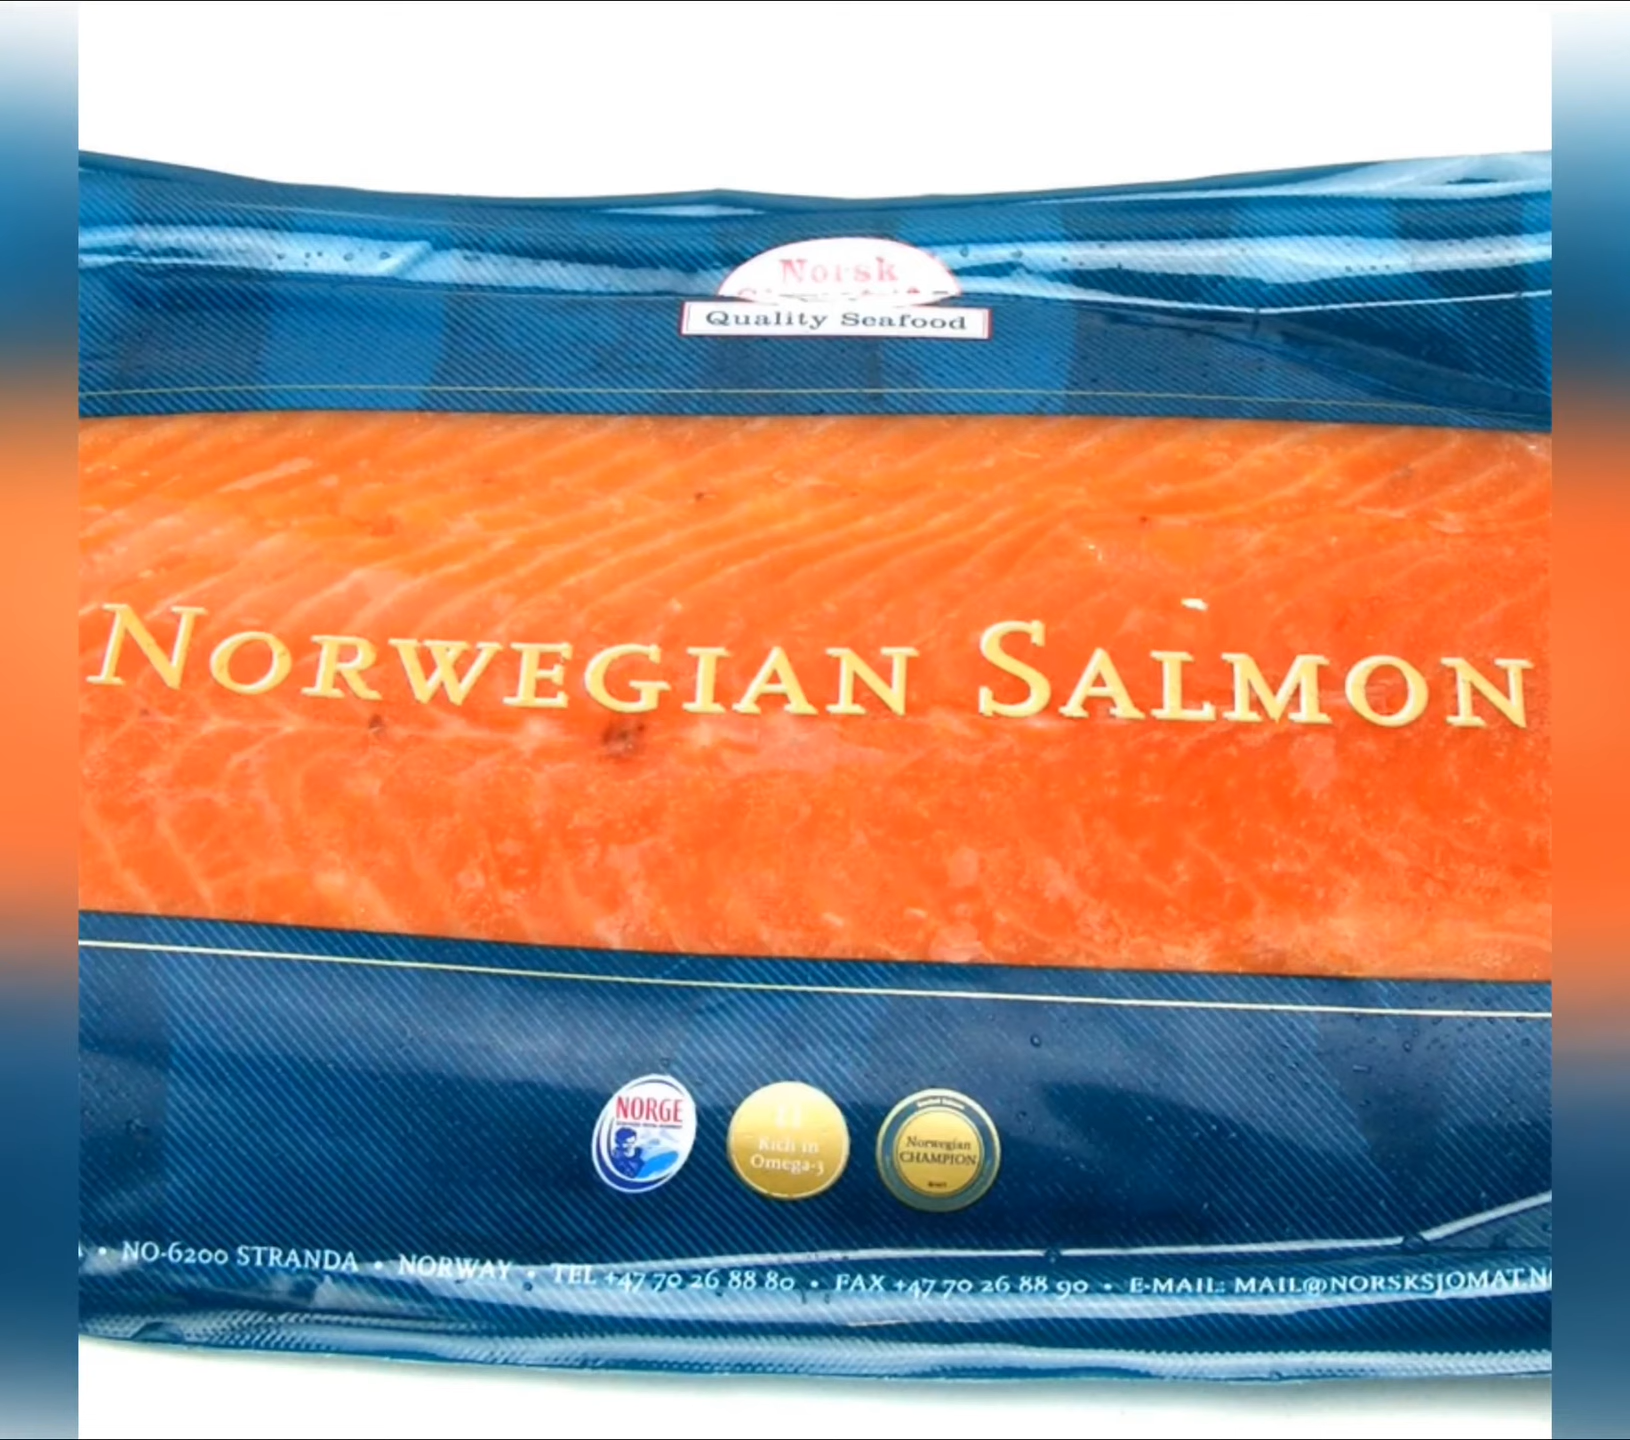 Norsk
Quality Seafood
NORWEGIAN SALMON
NORGE
Rich in
Omega-3
Norwegian
CHAMPION
• NO-6200 STRANDA • NORWAY • TEL +47 70 26 88 80 • FAX +47 70 26 88 90 • E-MAIL: MAIL@NORSKSJOMAT.N